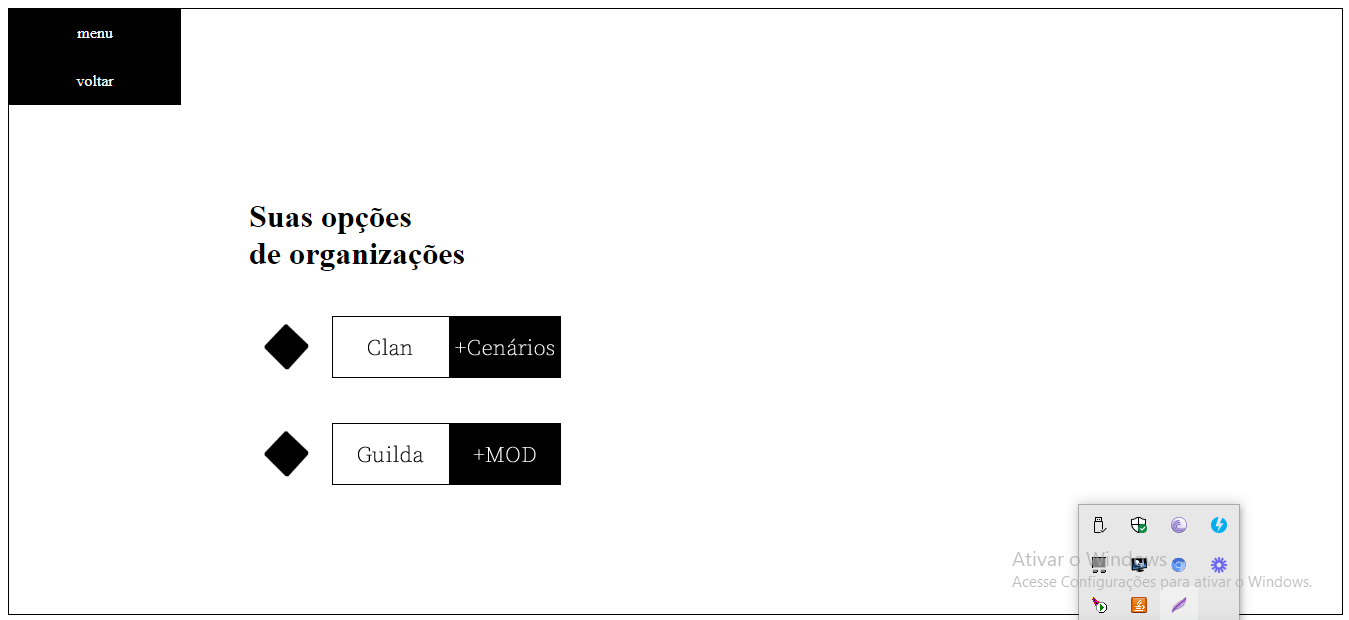 menu
voltar
Suas opções
de organizações
Clan +Cenários
Guilda +MOD
Ativar o Windows
Acesse Configurações para ativar o Windows.